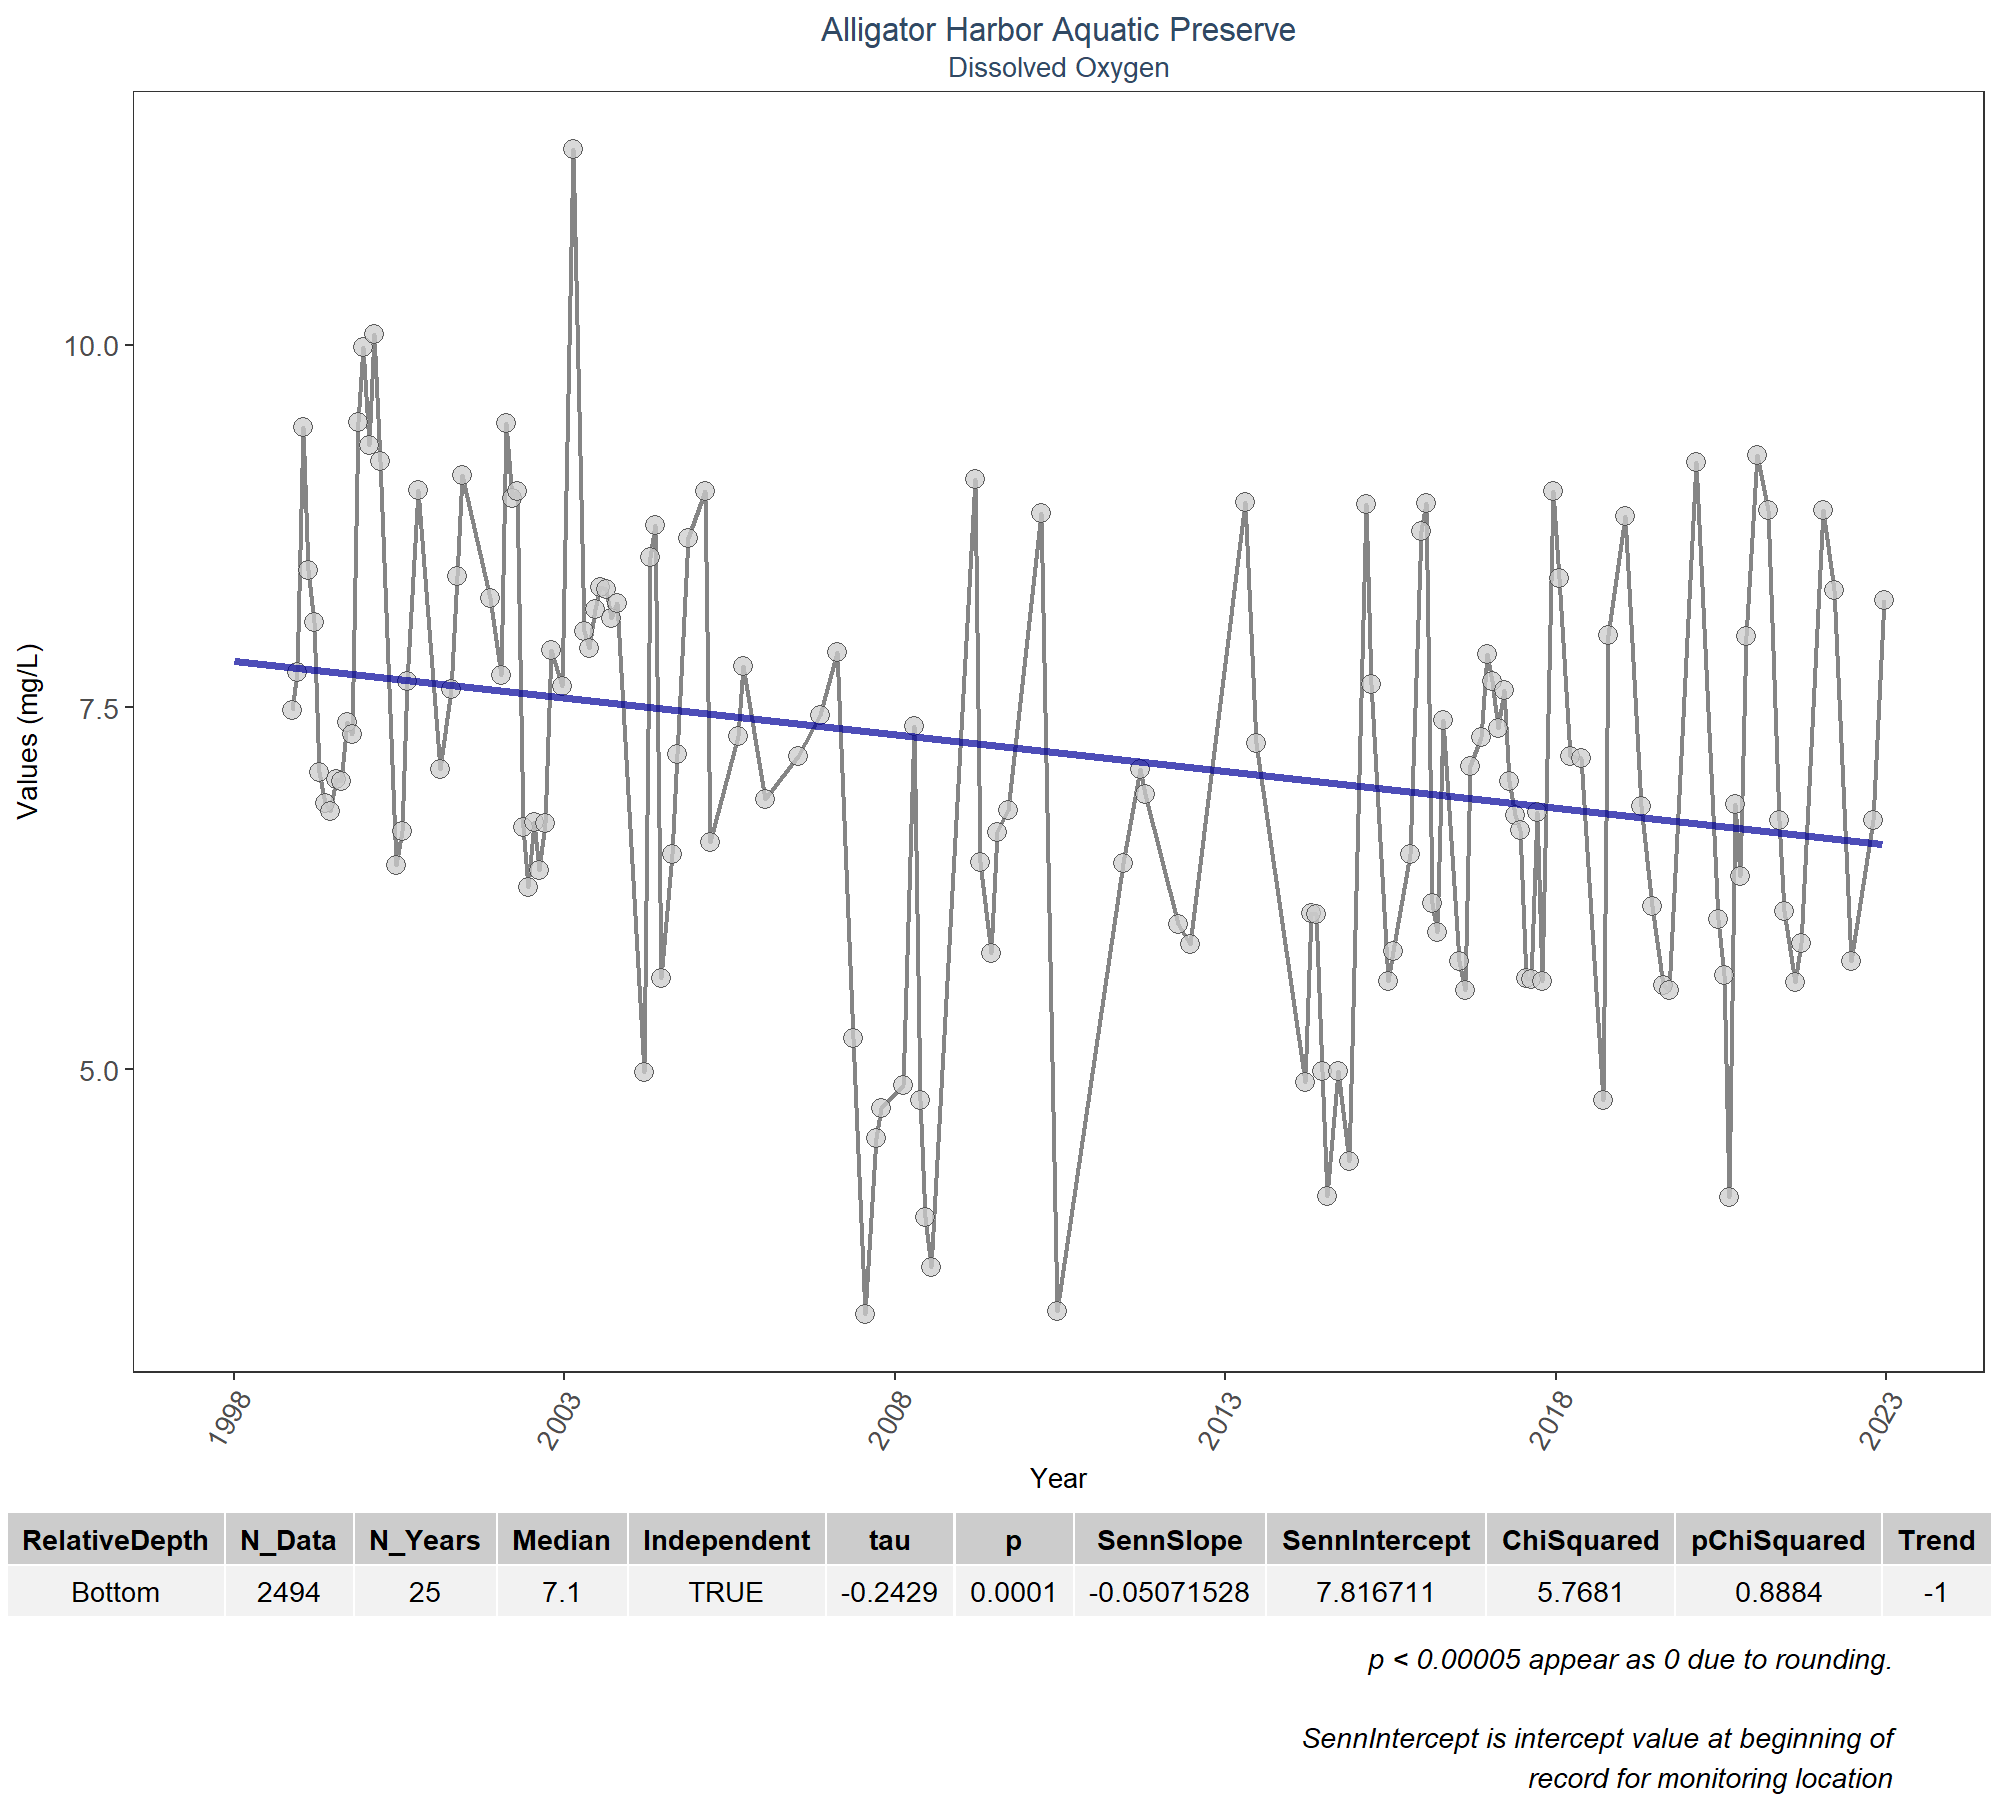 Alligator Harbor Aquatic Preserve
Dissolved Oxygen
Values (mg/L)
10.0
7.5
5.0
1998 2003 2008 2013 2018 2023
Year
RelativeDepth N_Data N_Years Median Independent tau p SennSlope SennIntercept ChiSquared pChiSquared Trend
Bottom 2494 25 7.1 TRUE -0.2429 0.0001 -0.05071528 7.816711 5.7681 0.8884 -1
p < 0.00005 appear as 0 due to rounding.
SennIntercept is intercept value at beginning of
record for monitoring location